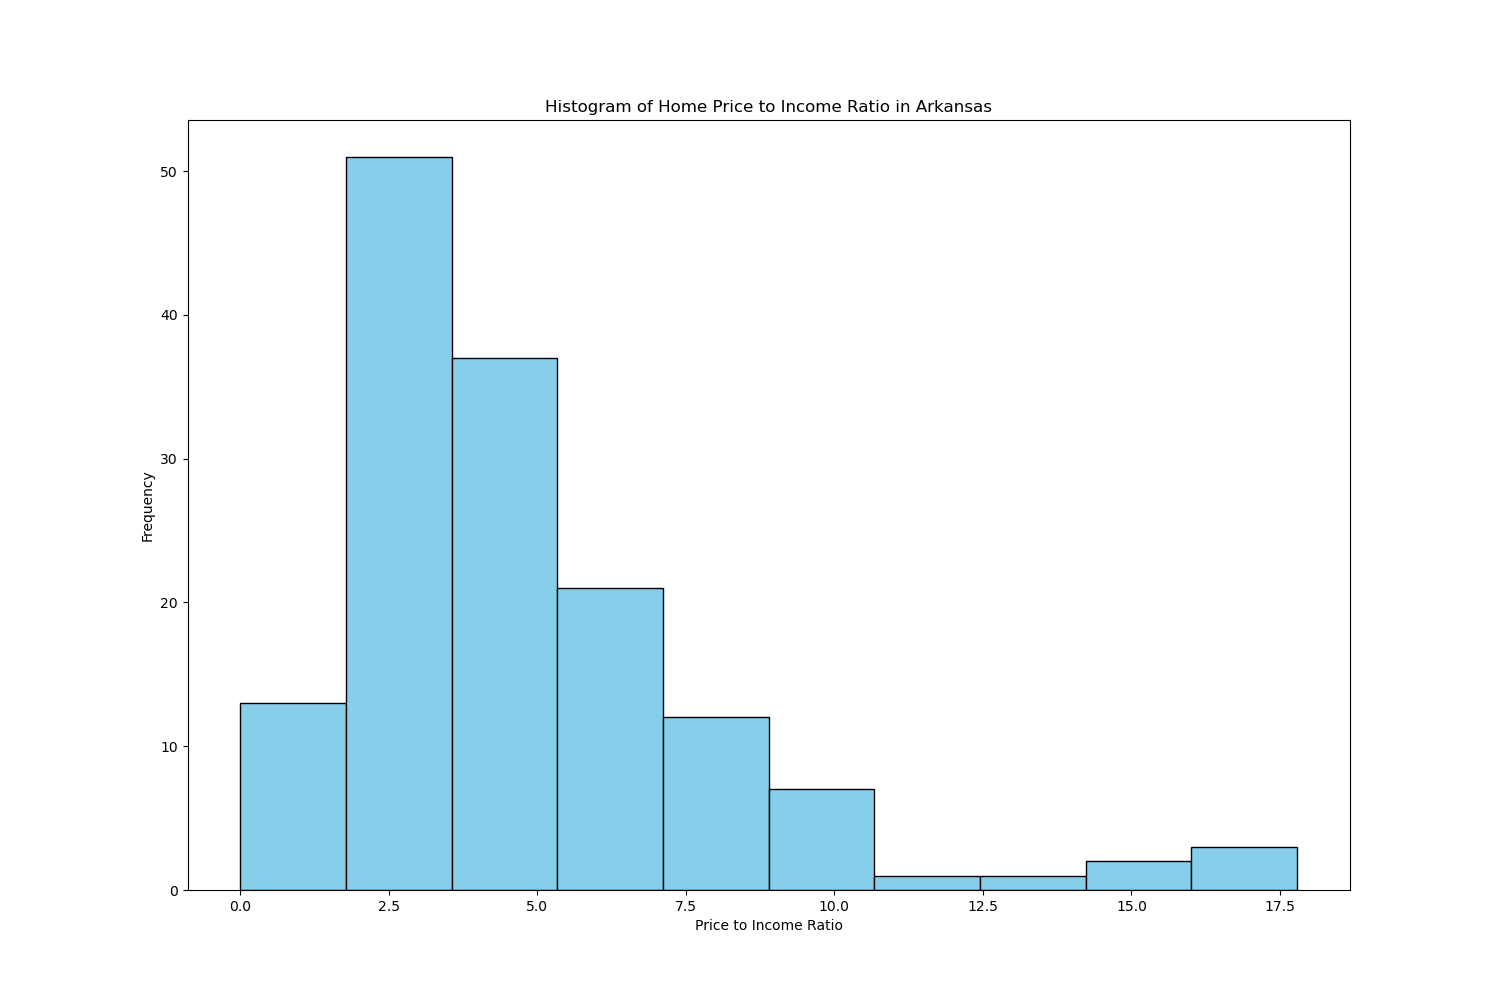 Histogram of Home Price to Income Ratio in Arkansas
50
40
30
20
10
0
Frequency
0.0 2.5 5.0 7.5 10.0 12.5 15.0 17.5
Price to Income Ratio